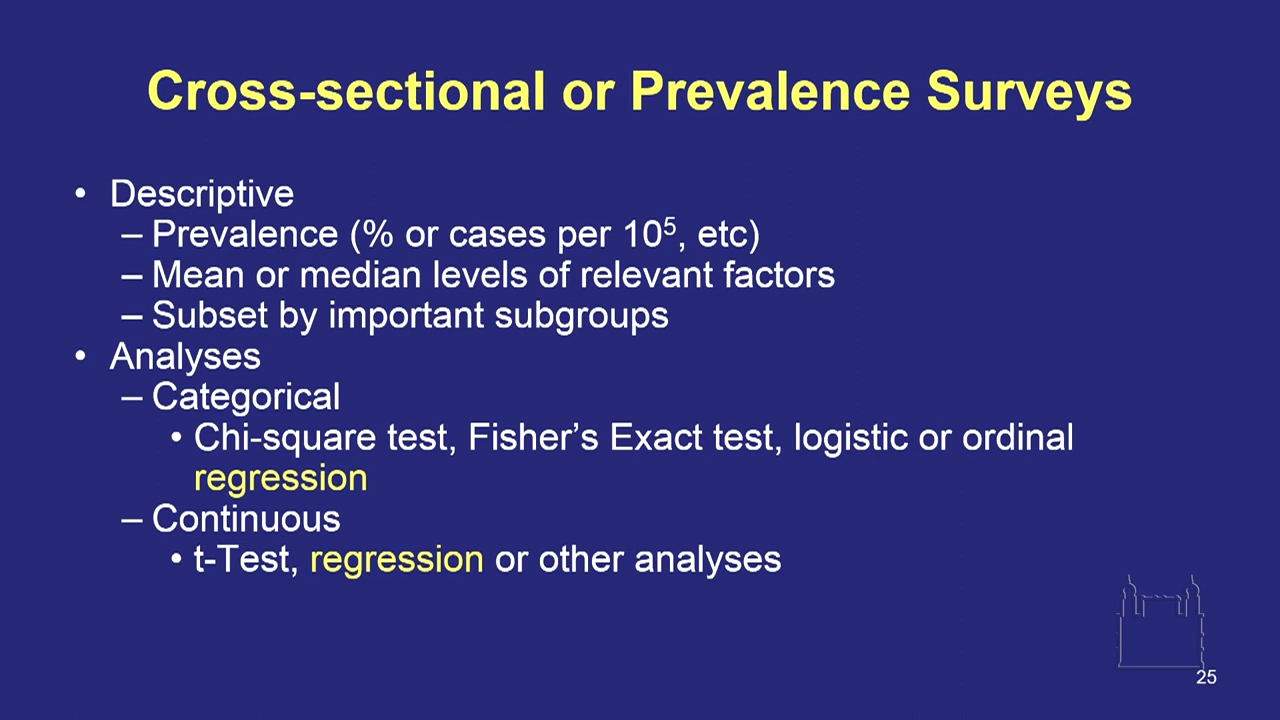 Cross-sectional or Prevalence Surveys
• Descriptive
– Prevalence (% or cases per 10⁵, etc)
– Mean or median levels of relevant factors
– Subset by important subgroups
• Analyses
– Categorical
• Chi-square test, Fisher’s Exact test, logistic or ordinal
regression
– Continuous
• t-Test, regression or other analyses
25